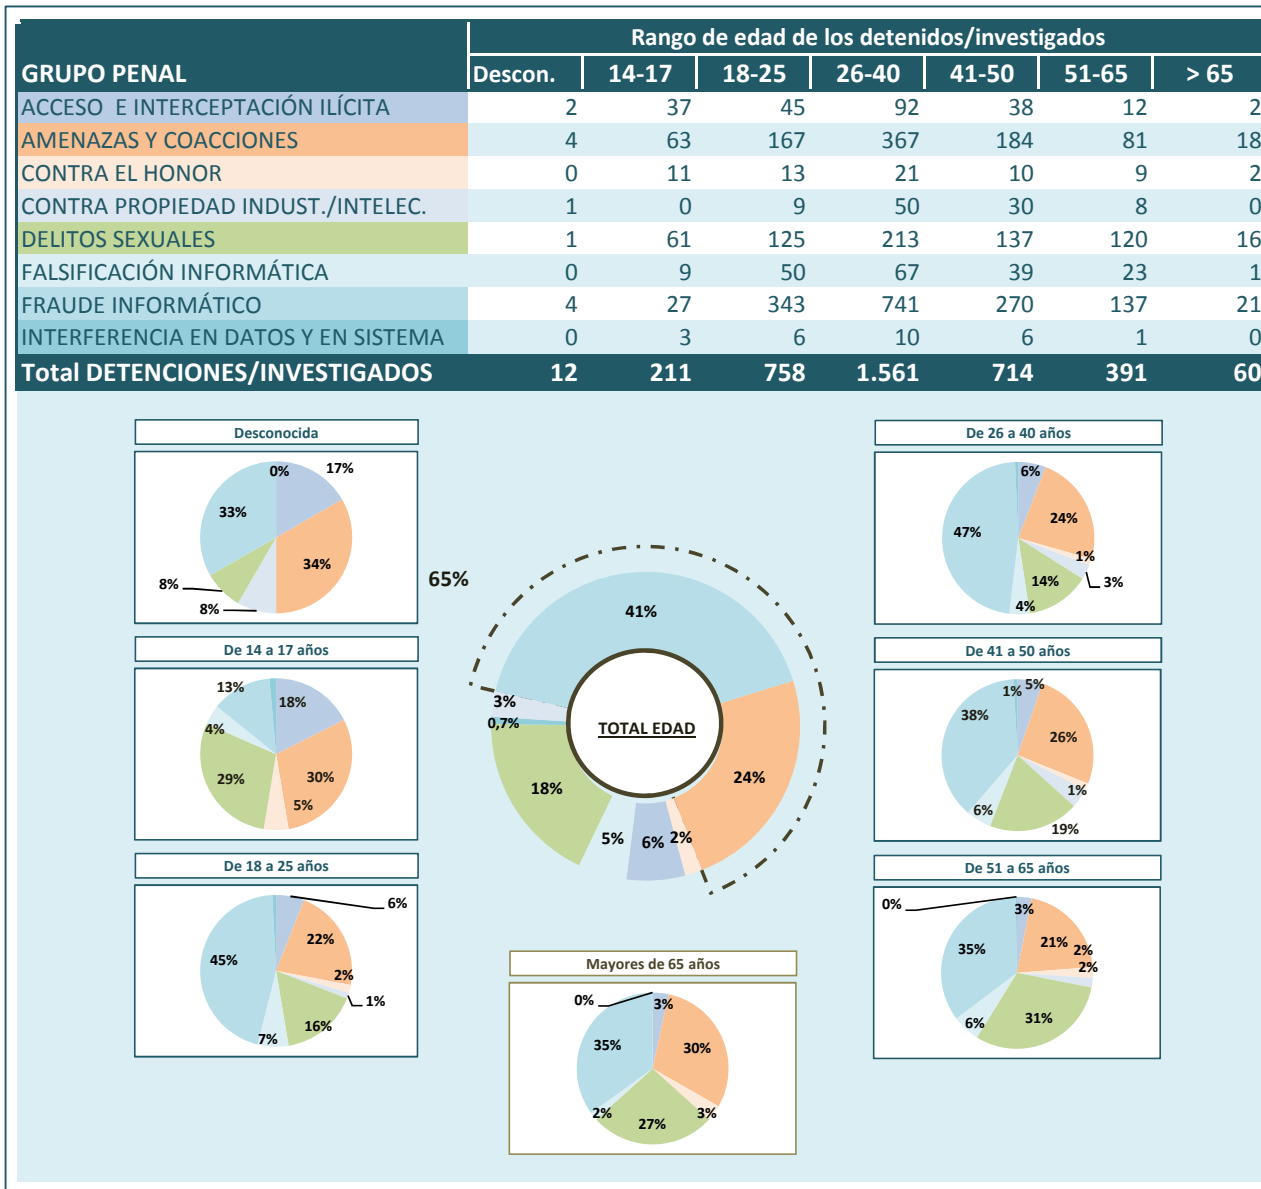 Rango de edad de los detenidos/investigados
GRUPO PENAL Descon. 14-17 18-25 26-40 41-50 51-65 > 65
ACCESO E INTERCEPTACIÓN ILÍCITA 2 37 45 92 38 12 2
AMENAZAS Y COACCIONES 4 63 167 367 184 81 18
CONTRA EL HONOR 0 11 13 21 10 9 2
CONTRA PROPIEDAD INDUST./INTELEC. 1 0 9 50 30 8 0
DELITOS SEXUALES 1 61 125 213 137 120 16
FALSIFICACIÓN INFORMÁTICA 0 9 50 67 39 23 1
FRAUDE INFORMÁTICO 4 27 343 741 270 137 21
INTERFERENCIA EN DATOS Y EN SISTEMA 0 3 6 10 6 1 0
Total DETENCIONES/INVESTIGADOS 12 211 758 1.561 714 391 60
Desconocida
0% 17%
33%
34%
8%
8%
De 14 a 17 años
13%
18%
4%
29% 30%
5%
De 18 a 25 años
6%
22%
45%
2%
1%
16%
7%
65%
41%
3%
0,7%
TOTAL EDAD
24%
18%
5% 6% 2%
Mayores de 65 años
0% 3%
35% 30%
2% 3%
27%
De 26 a 40 años
6%
24%
47%
1%
14% 3%
4%
De 41 a 50 años
1% 5%
38%
26%
1%
6%
19%
De 51 a 65 años
0% 3%
35% 21% 2%
2%
6% 31%